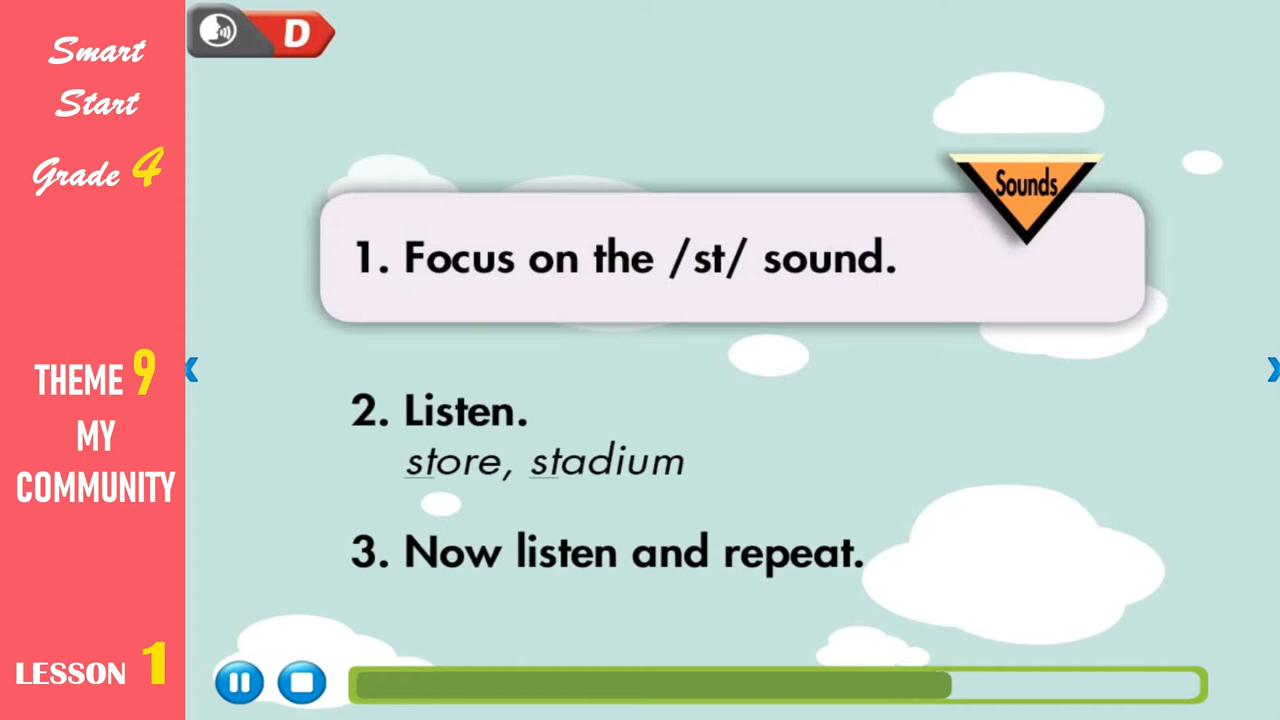 Smart
Start
Grade 4
THEME 9
MY
COMMUNITY
LESSON 1
D
Sounds
1. Focus on the /st/ sound.
2. Listen.
store, stadium
3. Now listen and repeat.